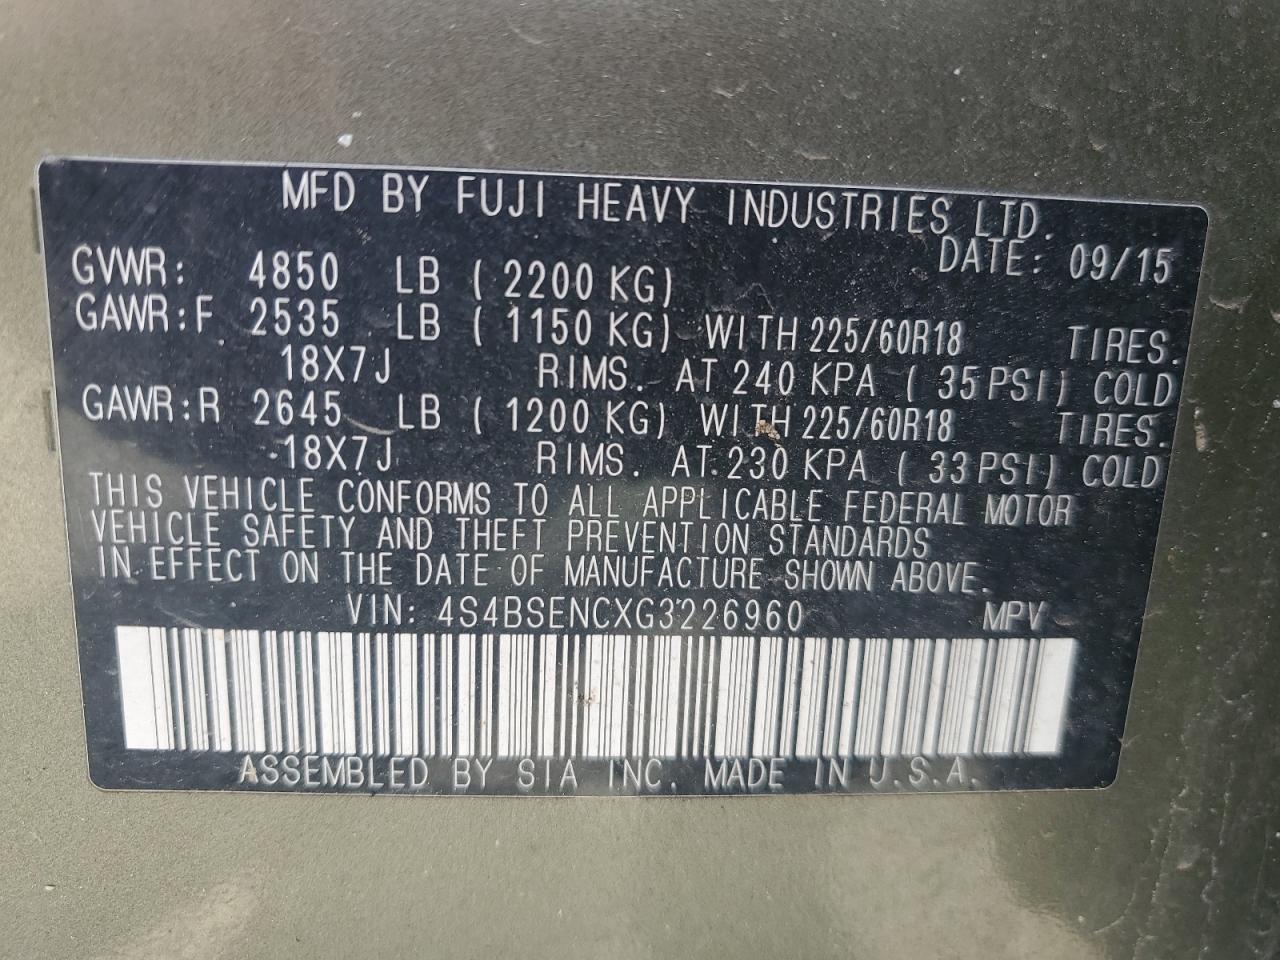 MFD BY FUJI HEAVY INDUSTRIES LTD.
DATE: 09/15
GVWR: 4850 LB ( 2200 KG)
GAWR:F 2535 LB ( 1150 KG) WITH 225/60R18 TIRES.
18X7J RIMS. AT 240 KPA ( 35 PSI) COLD
GAWR:R 2645 LB ( 1200 KG) WITH 225/60R18 TIRES.
18X7J RIMS. AT 230 KPA ( 33 PSI) COLD
THIS VEHICLE CONFORMS TO ALL APPLICABLE FEDERAL MOTOR
VEHICLE SAFETY AND THEFT PREVENTION STANDARDS
IN EFFECT ON THE DATE OF MANUFACTURE SHOWN ABOVE.
VIN: 4S4BSENCXG3226960 MPV
ASSEMBLED BY SIA INC. MADE IN U.S.A.